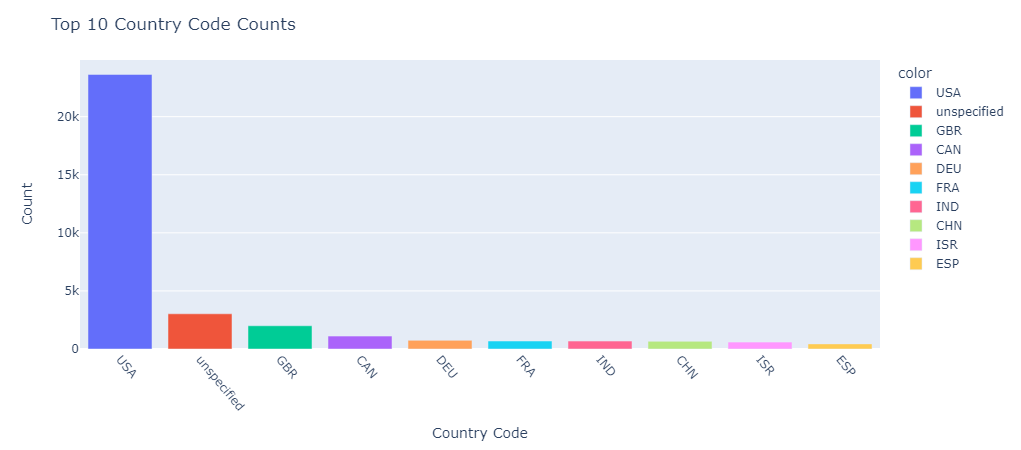 Top 10 Country Code Counts
Count
20k
15k
10k
5k
0
USA
unspecified
GBR
CAN
DEU
FRA
IND
CHN
ISR
ESP
Country Code
color
USA
unspecified
GBR
CAN
DEU
FRA
IND
CHN
ISR
ESP